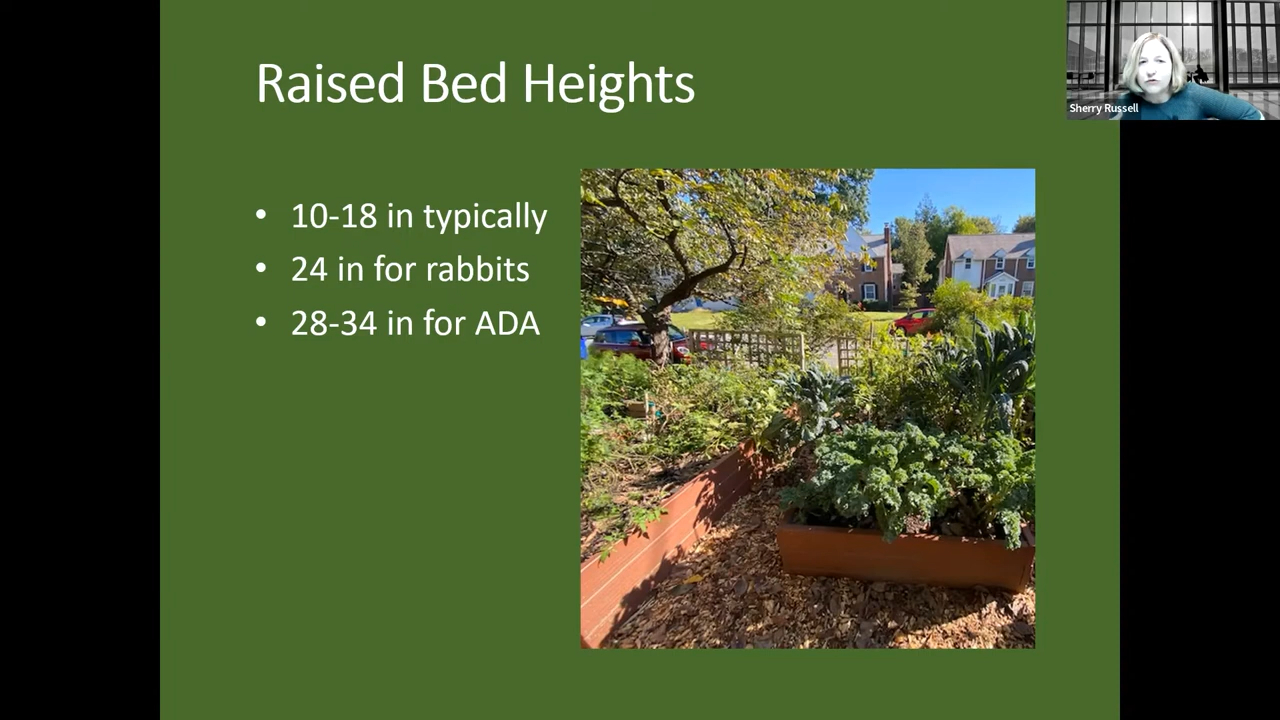 Raised Bed Heights
• 10-18 in typically
• 24 in for rabbits
• 28-34 in for ADA
Sherry Russell